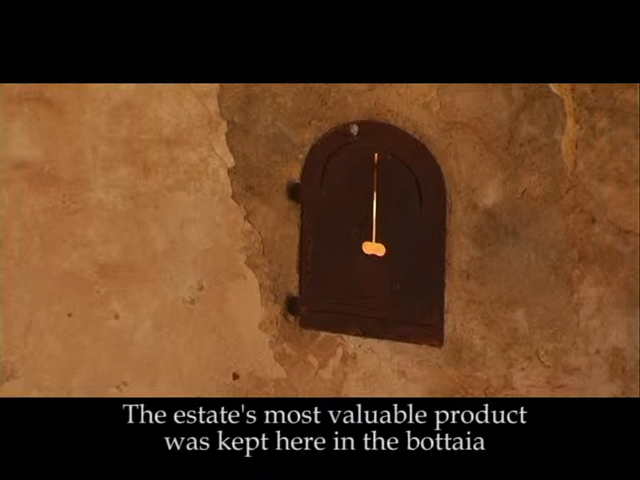 The estate's most valuable product
was kept here in the bottaia